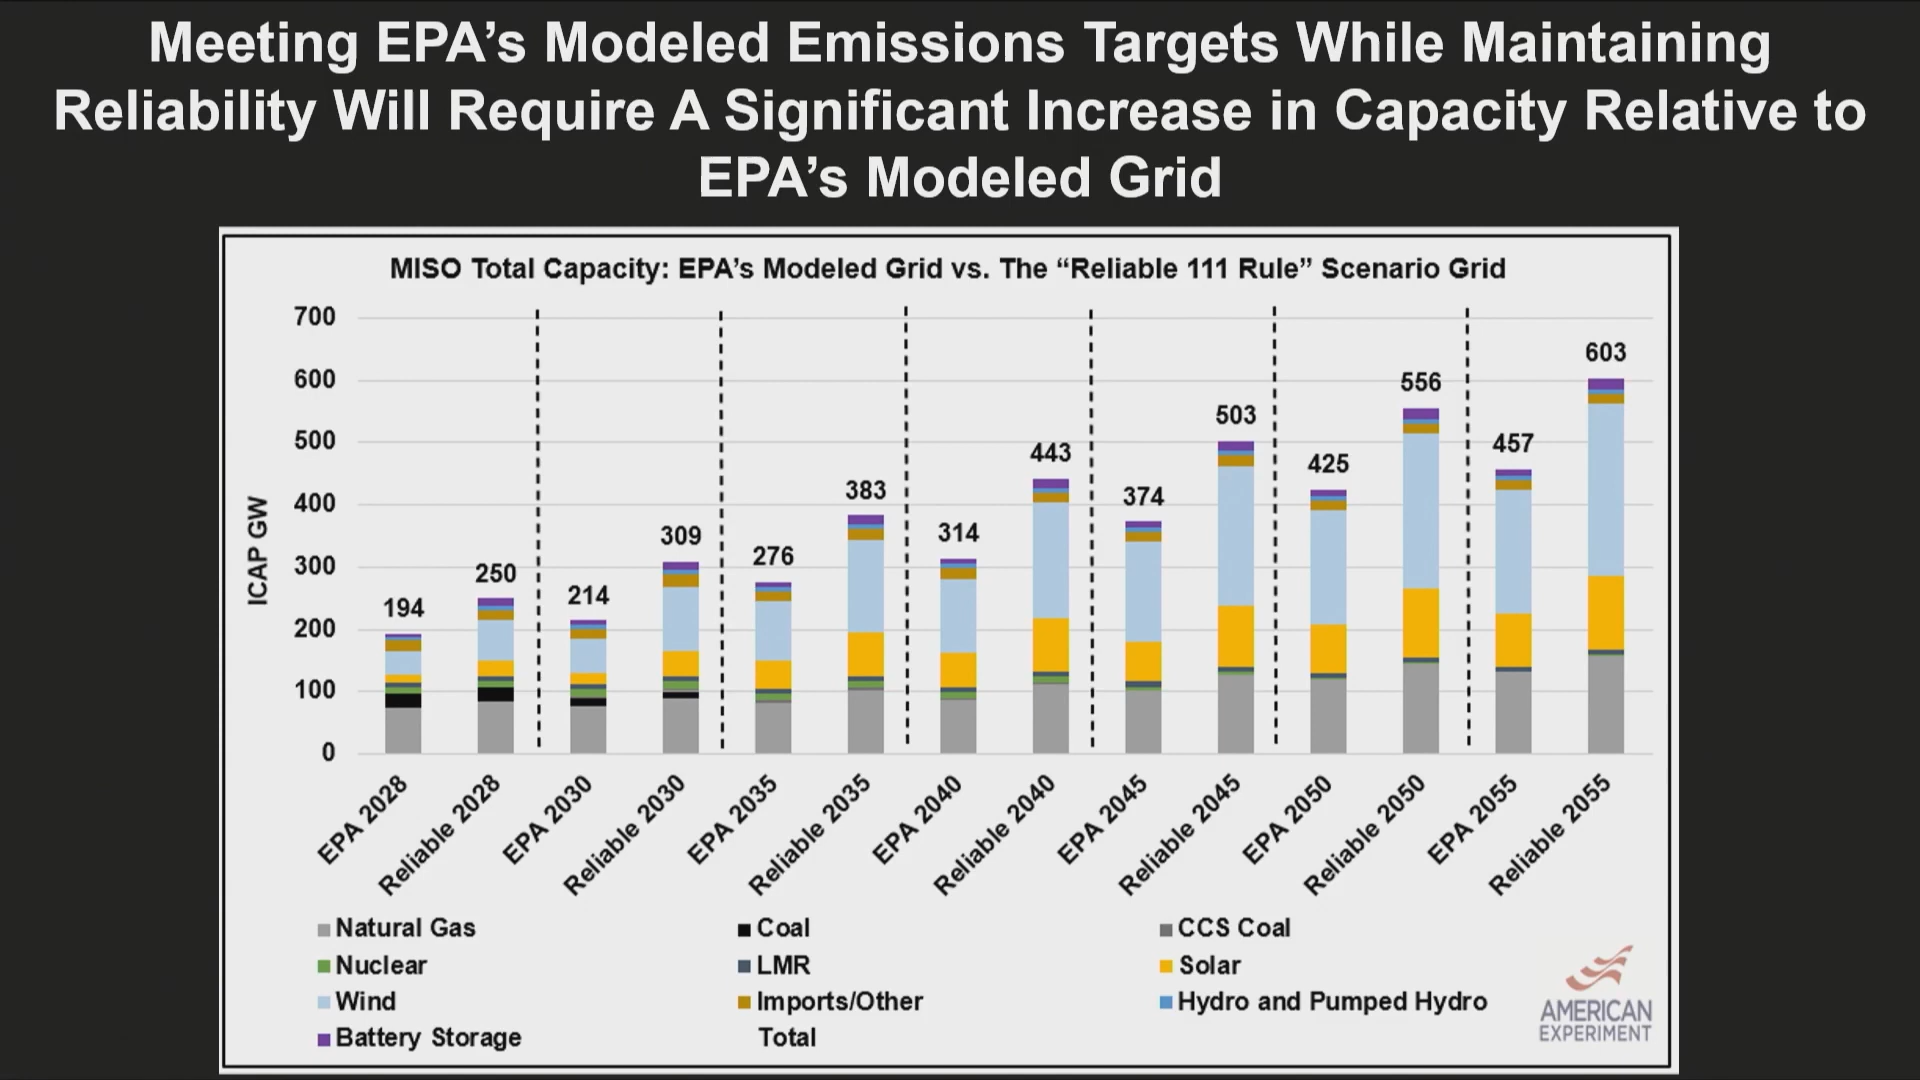 Meeting EPA’s Modeled Emissions Targets While Maintaining
Reliability Will Require A Significant Increase in Capacity Relative to
EPA’s Modeled Grid
MISO Total Capacity: EPA’s Modeled Grid vs. The “Reliable 111 Rule” Scenario Grid
ICAP GW
700
600
500
400
300
200
100
0
194
250
214
309
276
383
314
443
374
503
425
556
457
603
EPA 2028
Reliable 2028
EPA 2030
Reliable 2030
EPA 2035
Reliable 2035
EPA 2040
Reliable 2040
EPA 2045
Reliable 2045
EPA 2050
Reliable 2050
EPA 2055
Reliable 2055
Natural Gas
Coal
CCS Coal
Nuclear
LMR
Solar
Wind
Imports/Other
Hydro and Pumped Hydro
Battery Storage
Total
AMERICAN
EXPERIMENT